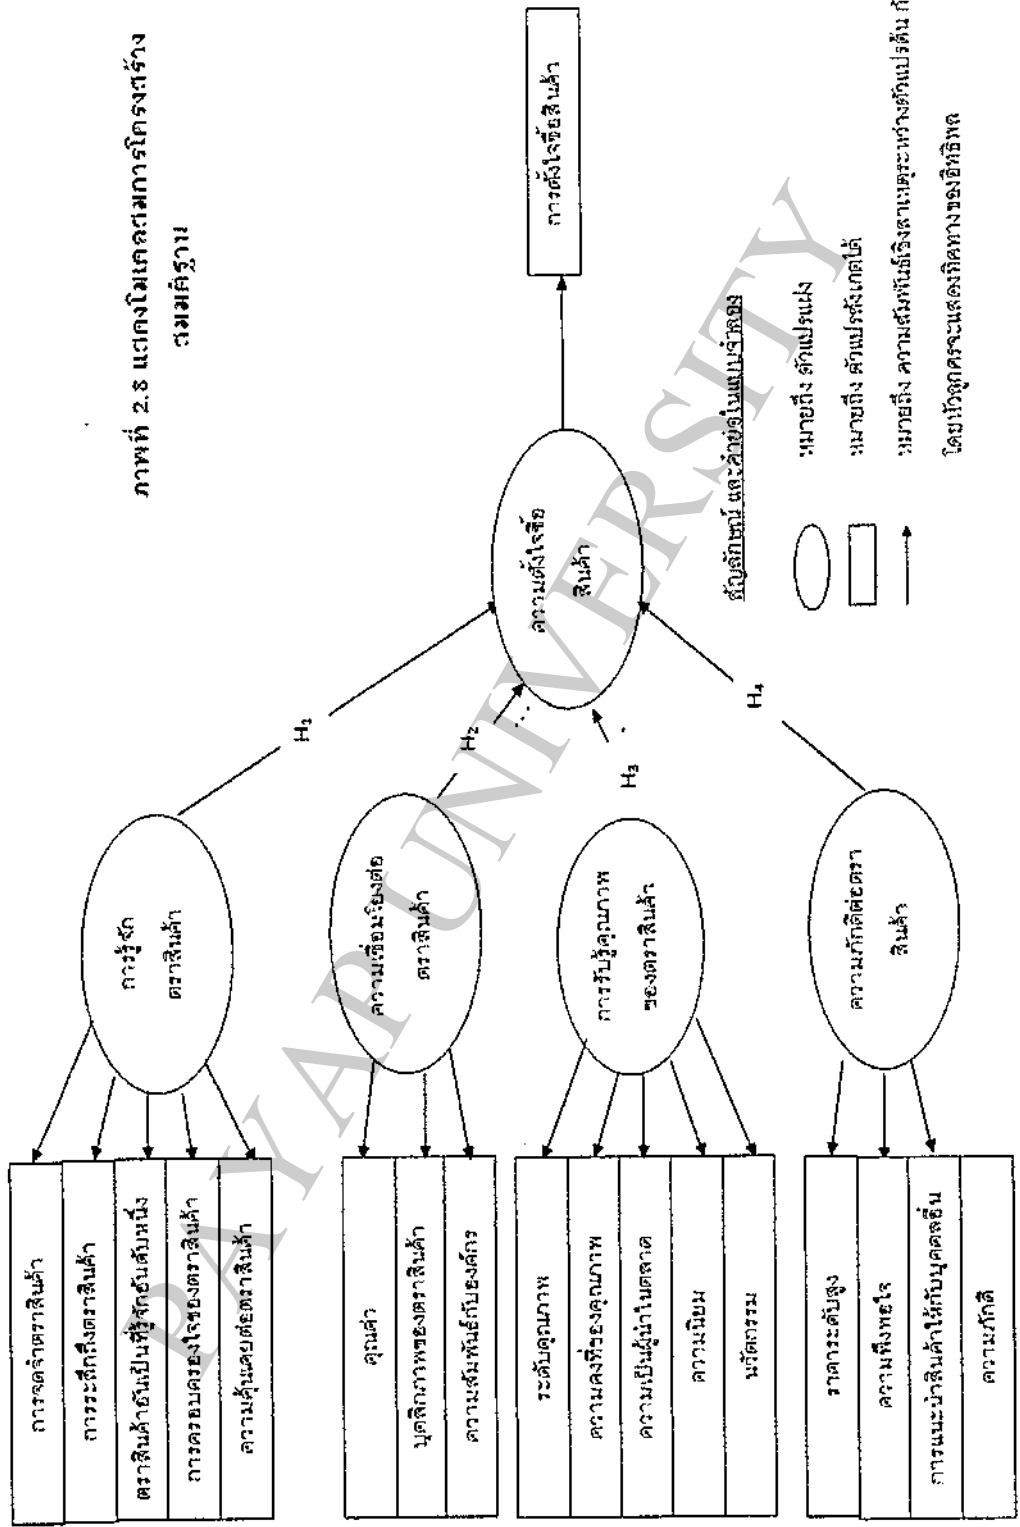 การจดจำตราสินค้า
การระลึกถึงตราสินค้า
ตราสินค้าอันเป็นที่รู้จักอันดับหนึ่ง
การครอบครองใจของตราสินค้า
ความคุ้นเคยต่อตราสินค้า
การรู้จัก
ตราสินค้า
H₁
คุณค่า
บุคลิกภาพของตราสินค้า
ความสัมพันธ์กับองค์กร
ความเชื่อมโยงต่อ
ตราสินค้า
H₂
ระดับคุณภาพ
ความคงที่ของคุณภาพ
ความเป็นผู้นำในตลาด
ความนิยม
นวัตกรรม
การรับรู้คุณภาพ
ของตราสินค้า
H₃
ราคาระดับสูง
ความพึงพอใจ
การแนะนำสินค้าให้กับบุคคลอื่น
ความภักดี
ความภักดีต่อตรา
สินค้า
H₄
ความตั้งใจซื้อ
สินค้า
การตั้งใจซื้อสินค้า
ภาพที่ 2.8 แสดงโมเดลสมการโครงสร้าง
สมมติฐาน
สัญลักษณ์ และคำย่อในแบบจำลอง
หมายถึง ตัวแปรแฝง
หมายถึง ตัวแปรสังเกตได้
หมายถึง ความสัมพันธ์เชิงสาเหตุระหว่างตัวแปรต้น
โดยหัวลูกศรจะแสดงทิศทางของอิทธิพล
PAYAP UNIVERSITY